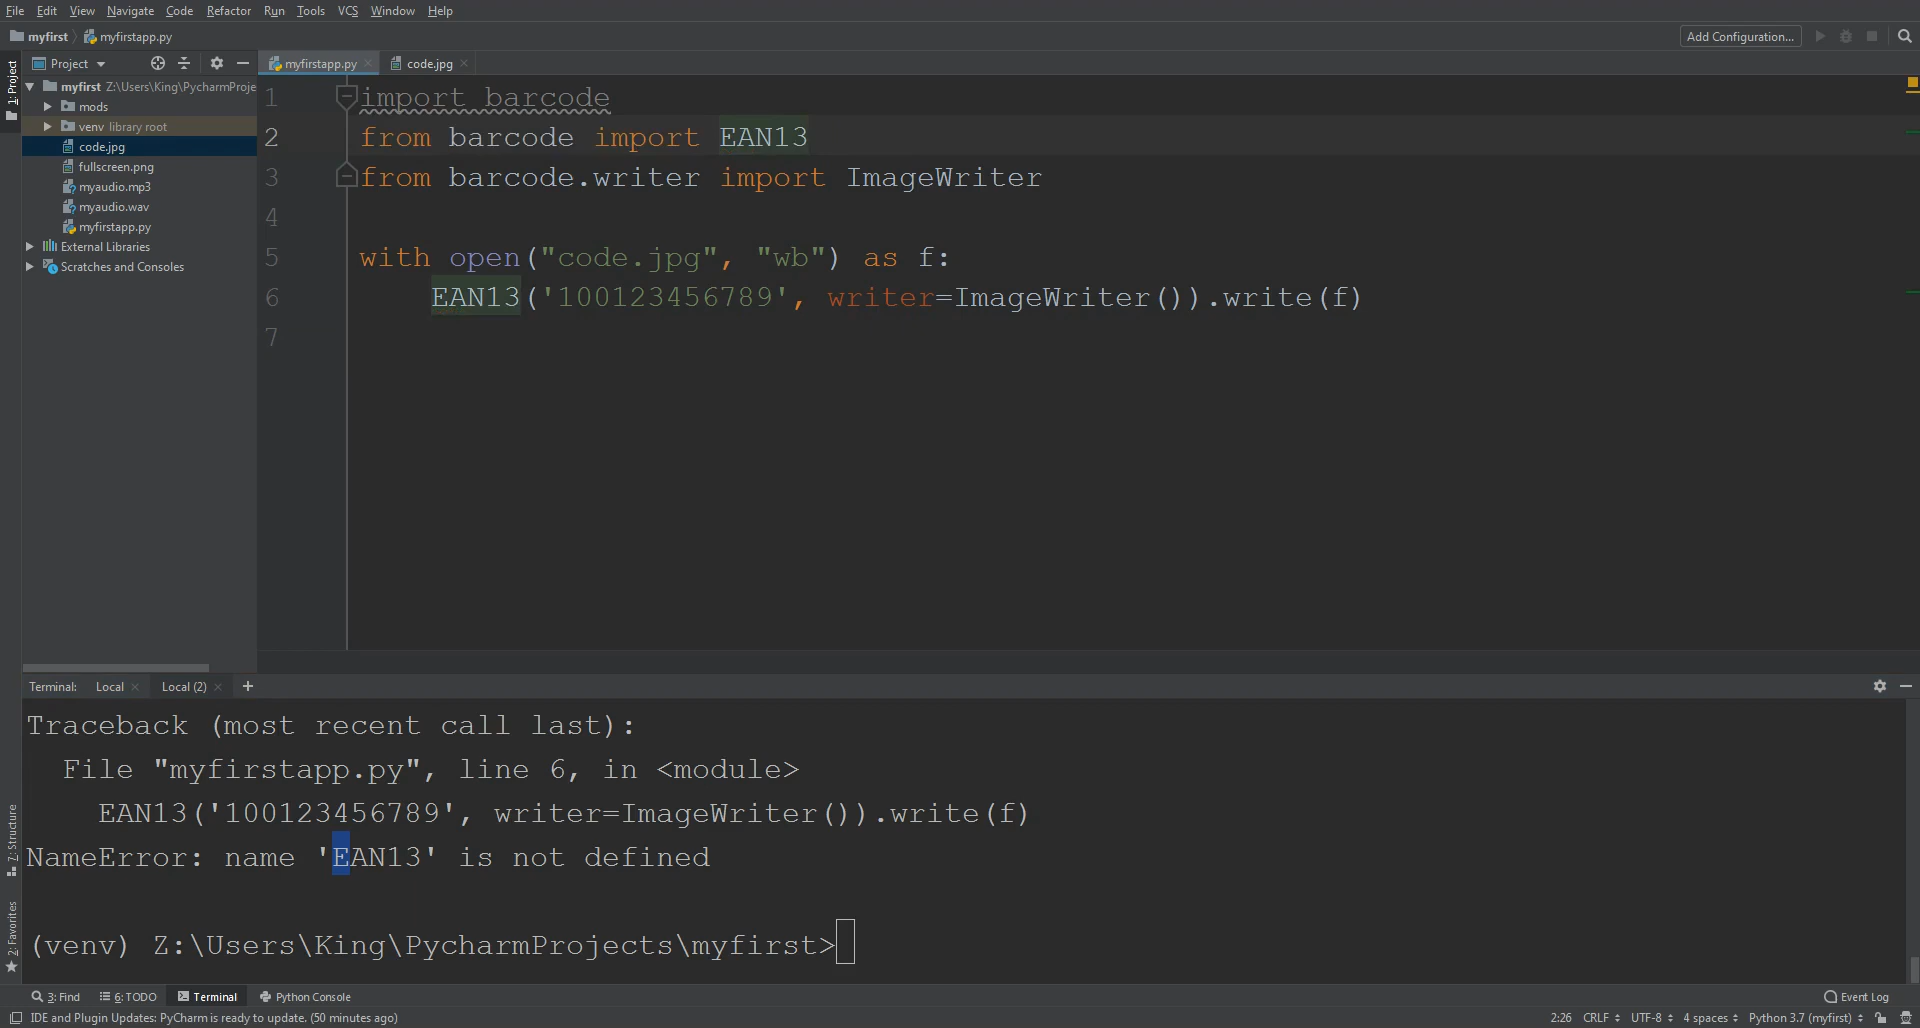 File Edit View Navigate Code Refactor Run Tools VCS Window Help
myfirst myfirstapp.py Add Configuration...
1: Project
Project
myfirstapp.py code.jpg
myfirst Z:\Users\King\PycharmProje
mods
venv library root
code.jpg
fullscreen.png
myaudio.mp3
myaudio.wav
myfirstapp.py
External Libraries
Scratches and Consoles
1 import barcode
2 from barcode import EAN13
3 from barcode.writer import ImageWriter
4
5 with open("code.jpg", "wb") as f:
6 EAN13('100123456789', writer=ImageWriter()).write(f)
7
Terminal: Local Local (2) +
Traceback (most recent call last):
File "myfirstapp.py", line 6, in <module>
EAN13('100123456789', writer=ImageWriter()).write(f)
NameError: name 'EAN13' is not defined
(venv) Z:\Users\King\PycharmProjects\myfirst>
7: Structure
2: Favorites
3: Find 6: TODO Terminal Python Console Event Log
IDE and Plugin Updates: PyCharm is ready to update. (50 minutes ago) 2:26 CRLF UTF-8 4 spaces Python 3.7 (myfirst)